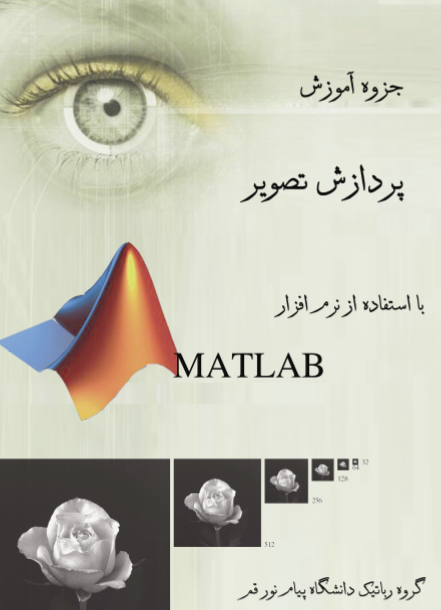 جزوه آموزش
پردازش تصویر
با استفاده از نرم افزار
MATLAB
32
64
128
256
512
گروه رباتیک دانشگاه پیام نور قم